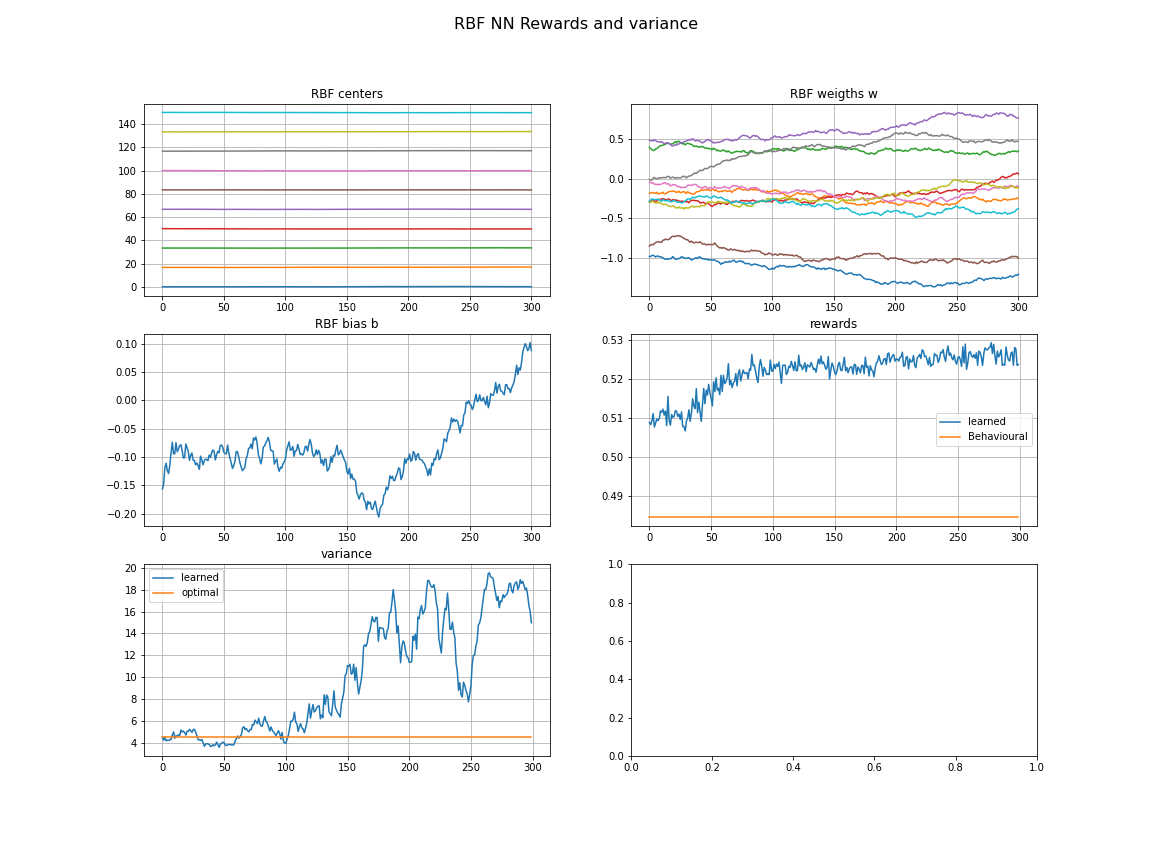 RBF NN Rewards and variance
RBF centers
140
120
100
80
60
40
20
0
0 50 100 150 200 250 300
RBF weigths w
0.5
0.0
−0.5
−1.0
0 50 100 150 200 250 300
RBF bias b
0.10
0.05
0.00
−0.05
−0.10
−0.15
−0.20
0 50 100 150 200 250 300
rewards
0.53
0.52
0.51
0.50
0.49
learned
Behavioural
0 50 100 150 200 250 300
variance
20
18
16
14
12
10
8
6
4
learned
optimal
0 50 100 150 200 250 300
1.0
0.8
0.6
0.4
0.2
0.0
0.0 0.2 0.4 0.6 0.8 1.0